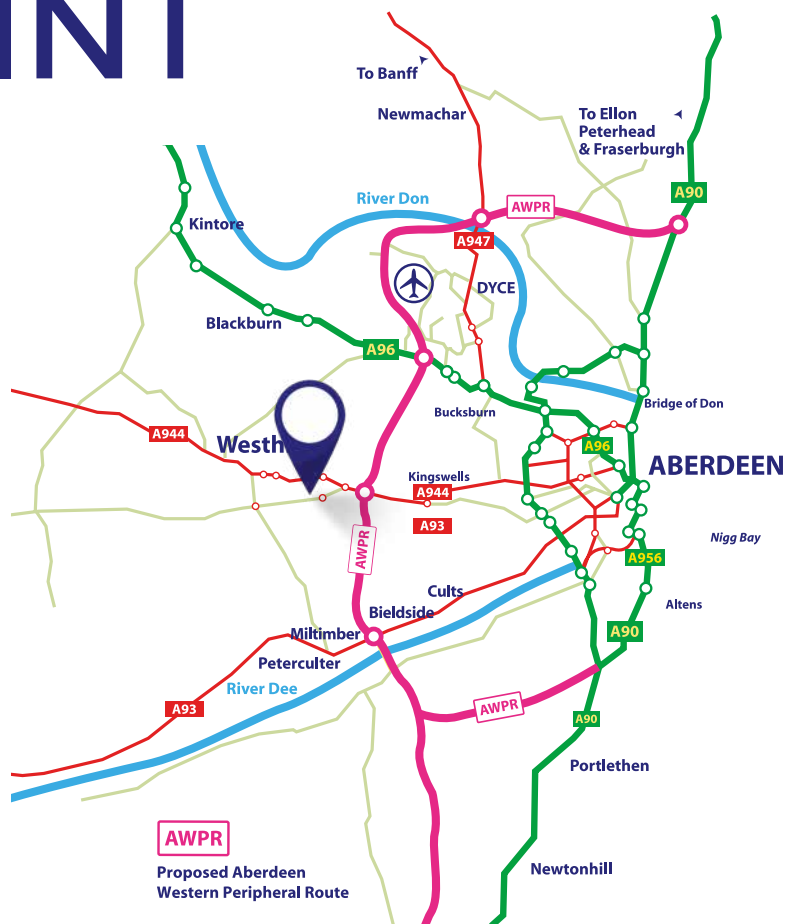 INT
To Banff
Newmachar
To Ellon
Peterhead
& Fraserburgh
A90
River Don
AWPR
Kintore
A947
DYCE
Blackburn
A96
Bucksburn
Bridge of Don
A944
Westh
A96
ABERDEEN
Kingswells
A944
A93
Nigg Bay
AWPR
A956
Cults
Altens
Bieldside
Miltimber
A90
Peterculter
River Dee
A93
AWPR
A90
Portlethen
AWPR
Proposed Aberdeen
Western Peripheral Route
Newtonhill